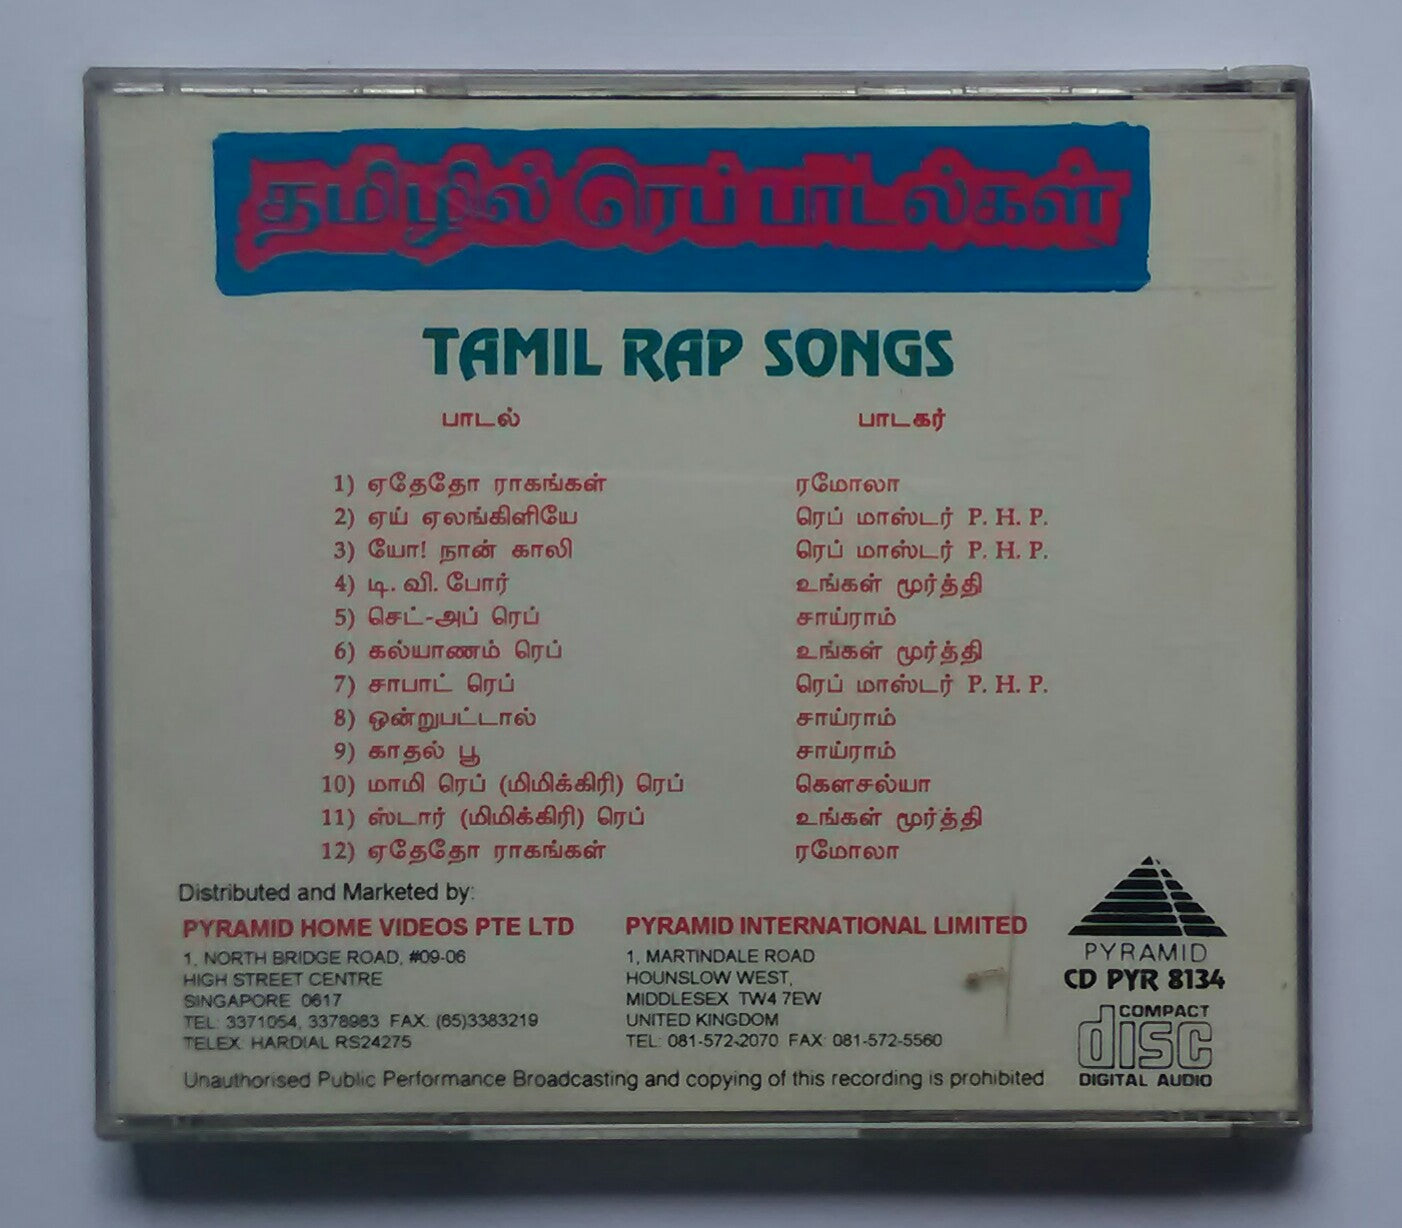 தமிழில் ரெப் பாடல்கள்
TAMIL RAP SONGS
பாடல் பாடகர்
1) ஏதேதோ ராகங்கள் ரமோலா
2) ஏய் ஏலங்கிளியே ரெப் மாஸ்டர் P. H. P.
3) யோ! நான் காலி ரெப் மாஸ்டர் P. H. P.
4) டி. வி. போர் உங்கள் மூர்த்தி
5) செட்-அப் ரெப் சாய்ராம்
6) கல்யாணம் ரெப் உங்கள் மூர்த்தி
7) சாபாட் ரெப் ரெப் மாஸ்டர் P. H. P.
8) ஒன்றுபட்டால் சாய்ராம்
9) காதல் பூ சாய்ராம்
10) மாமி ரெப் (மிமிக்கிரி) ரெப் கௌசல்யா
11) ஸ்டார் (மிமிக்கிரி) ரெப் உங்கள் மூர்த்தி
12) ஏதேதோ ராகங்கள் ரமோலா
Distributed and Marketed by:
PYRAMID HOME VIDEOS PTE LTD
1, NORTH BRIDGE ROAD, #09-06
HIGH STREET CENTRE
SINGAPORE 0617
TEL: 3371054, 3378983 FAX: (65)3383219
TELEX: HARDIAL RS24275
PYRAMID INTERNATIONAL LIMITED
1, MARTINDALE ROAD
HOUNSLOW WEST,
MIDDLESEX TW4 7EW
UNITED KINGDOM
TEL: 081-572-2070 FAX: 081-572-5560
PYRAMID
CD PYR 8134
COMPACT
disc
DIGITAL AUDIO
Unauthorised Public Performance Broadcasting and copying of this recording is prohibited